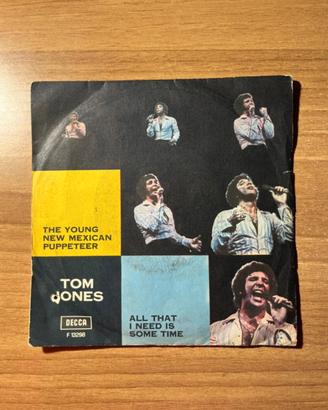 THE YOUNG
NEW MEXICAN
PUPPETEER
TOM
JONES
DECCA
F 13298
ALL THAT
I NEED IS
SOME TIME